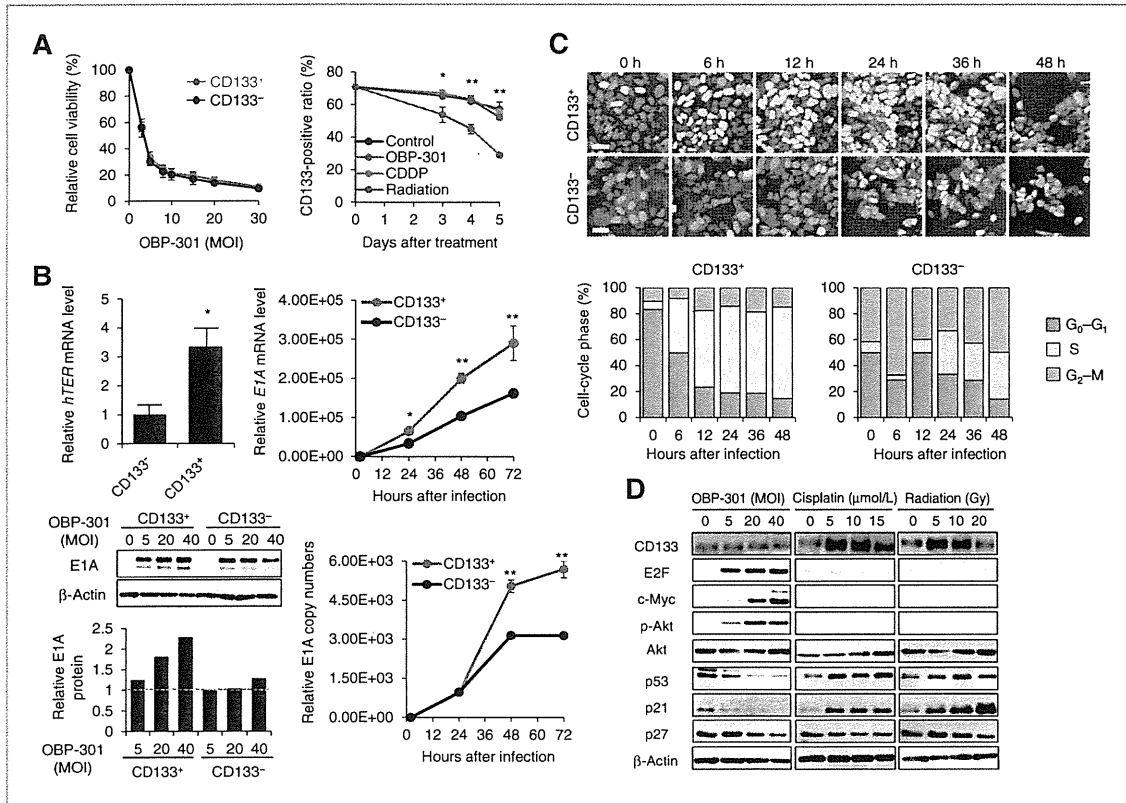 A
Relative cell viability (%)
100
80
60
40
20
0
CD133⁺
CD133⁻
0 10 20 30
OBP-301 (MOI)
CD133-positive ratio (%)
80
60
40
20
0
* ** **
Control
OBP-301
CDDP
Radiation
0 1 2 3 4 5
Days after treatment
B
Relative hTER mRNA level
5
4
3
2
1
0
*
CD133⁻
CD133⁺
Relative E1A mRNA level
4.00E+05
3.00E+05
2.00E+05
1.00E+05
0.00E+00
CD133⁺
CD133⁻
* ** **
0 12 24 36 48 60 72
Hours after infection
OBP-301 (MOI)
CD133⁺ CD133⁻
0 5 20 40 0 5 20 40
E1A
β-Actin
Relative E1A protein
2.5
2
1.5
1
0.5
0
OBP-301 (MOI)
5 20 40 5 20 40
CD133⁺ CD133⁻
Relative E1A copy numbers
6.00E+03
4.50E+03
3.00E+03
1.50E+03
0.00E+00
CD133⁺
CD133⁻
** **
0 12 24 36 48 60 72
Hours after infection
C
0 h 6 h 12 h 24 h 36 h 48 h
CD133⁺
CD133⁻
Cell-cycle phase (%)
CD133⁺
100
80
60
40
20
0
0 6 12 24 36 48
Hours after infection
CD133⁻
100
80
60
40
20
0
0 6 12 24 36 48
Hours after infection
G₀–G₁
S
G₂–M
D
OBP-301 (MOI) Cisplatin (μmol/L) Radiation (Gy)
0 5 20 40 0 5 10 15 0 5 10 20
CD133
E2F
c-Myc
p-Akt
Akt
p53
p21
p27
β-Actin